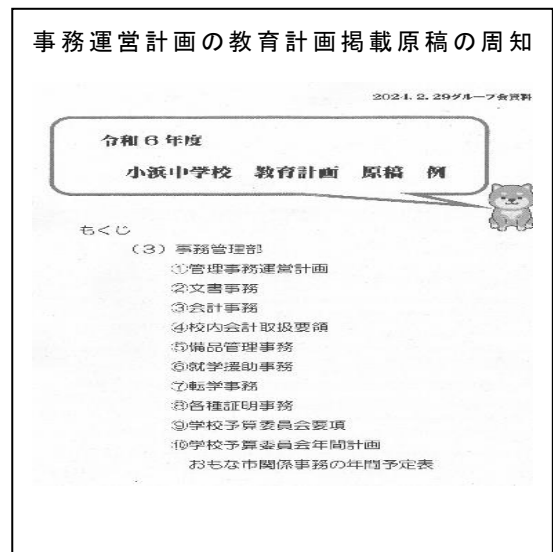 事務運営計画の教育計画掲載原稿の周知
2024.2.29グループ会資料
令和6年度
小浜中学校 教育計画 原稿 例
もくじ
(3)事務管理部
①管理事務運営計画
②文書事務
③会計事務
④校内会計取扱要領
⑤備品管理事務
⑥就学援助事務
⑦転学事務
⑧各種証明事務
⑨学校予算委員会要項
⑩学校予算委員会年間計画
おもな市関係事務の年間予定表